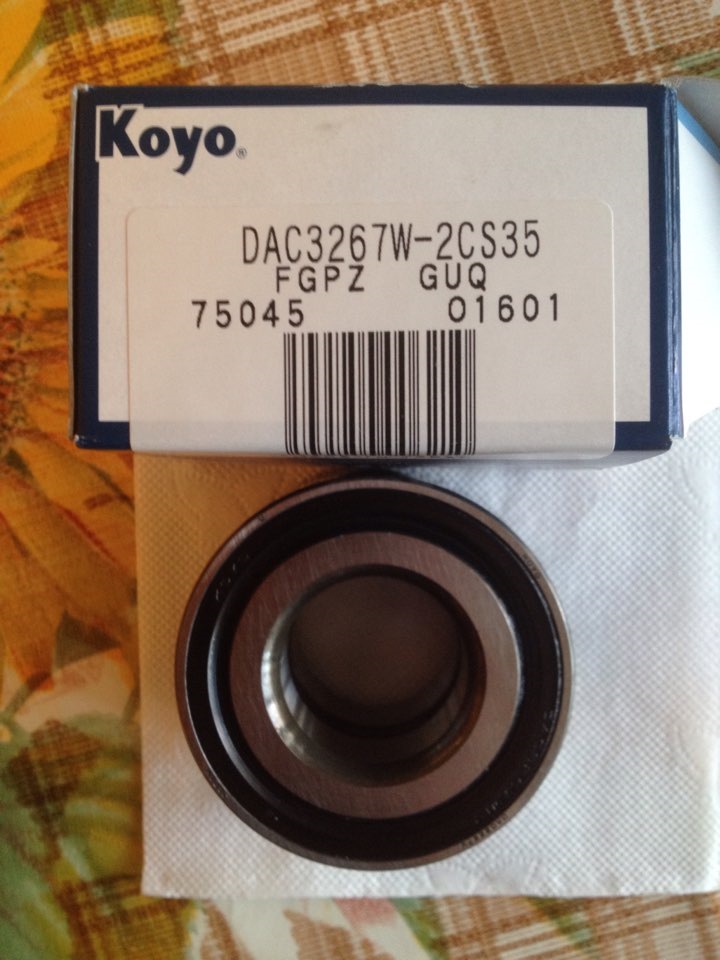 Koyo®
DAC3267W-2CS35
FGPZ GUQ
75045 01601